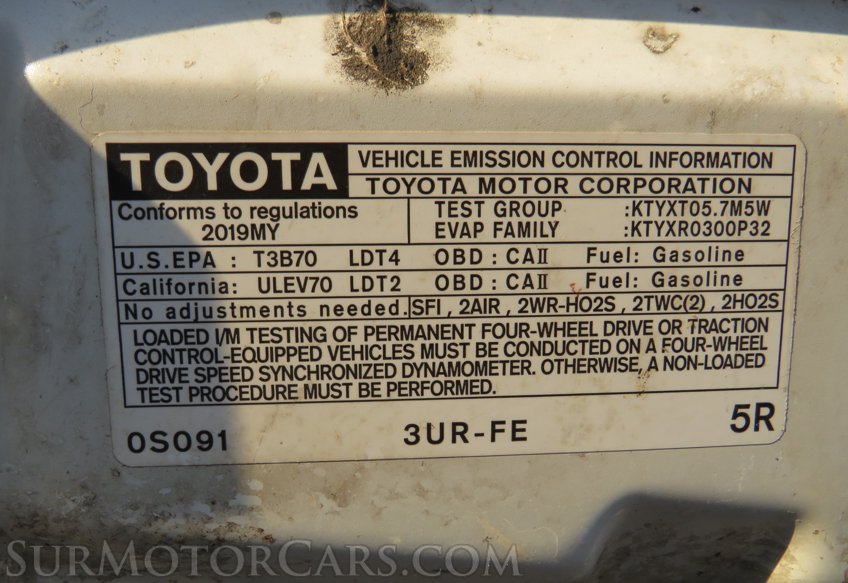 TOYOTA
VEHICLE EMISSION CONTROL INFORMATION
TOYOTA MOTOR CORPORATION
Conforms to regulations
2019MY
TEST GROUP :KTYXT05.7M5W
EVAP FAMILY :KTYXR0300P32
U.S.EPA : T3B70 LDT4 OBD : CAⅡ Fuel: Gasoline
California: ULEV70 LDT2 OBD : CAⅡ Fuel: Gasoline
No adjustments needed. SFI , 2AIR , 2WR-HO2S , 2TWC(2) , 2HO2S
LOADED I/M TESTING OF PERMANENT FOUR-WHEEL DRIVE OR TRACTION
CONTROL-EQUIPPED VEHICLES MUST BE CONDUCTED ON A FOUR-WHEEL
DRIVE SPEED SYNCHRONIZED DYNAMOMETER. OTHERWISE, A NON-LOADED
TEST PROCEDURE MUST BE PERFORMED.
0S091 3UR-FE 5R
SURMOTORCARS.COM